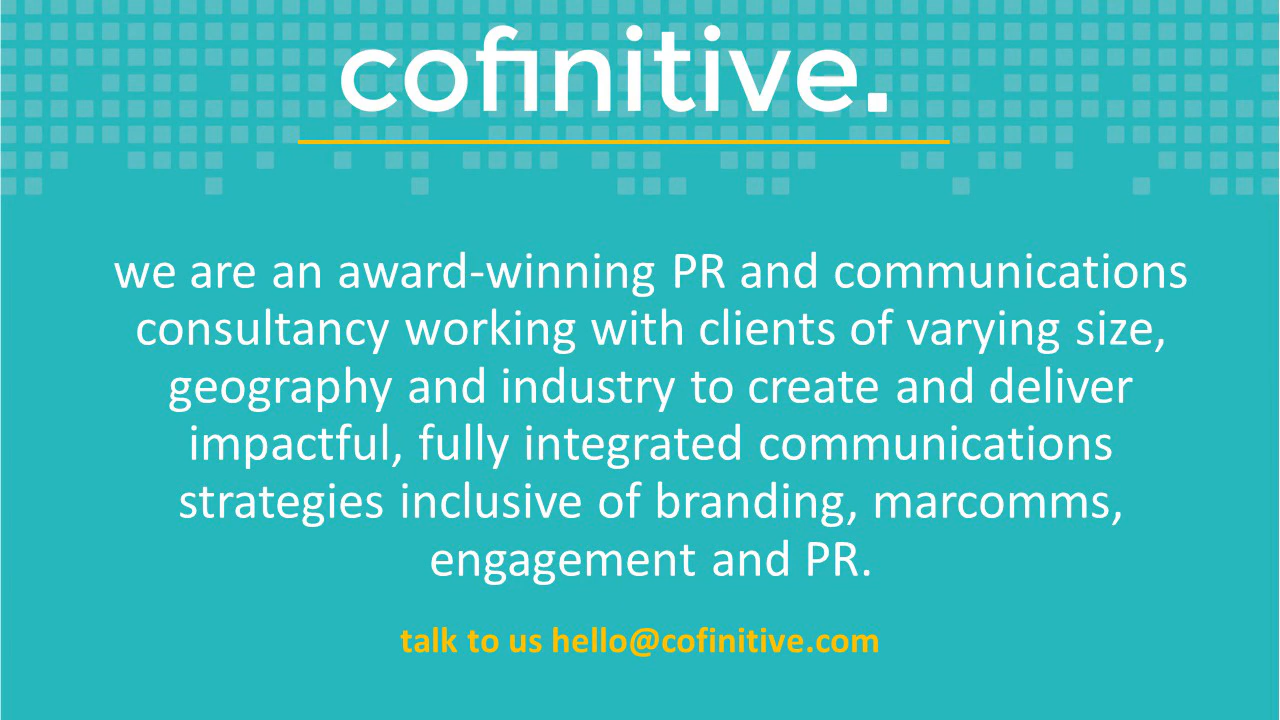 cofinitive.
we are an award-winning PR and communications
consultancy working with clients of varying size,
geography and industry to create and deliver
impactful, fully integrated communications
strategies inclusive of branding, marcomms,
engagement and PR.
talk to us hello@cofinitive.com